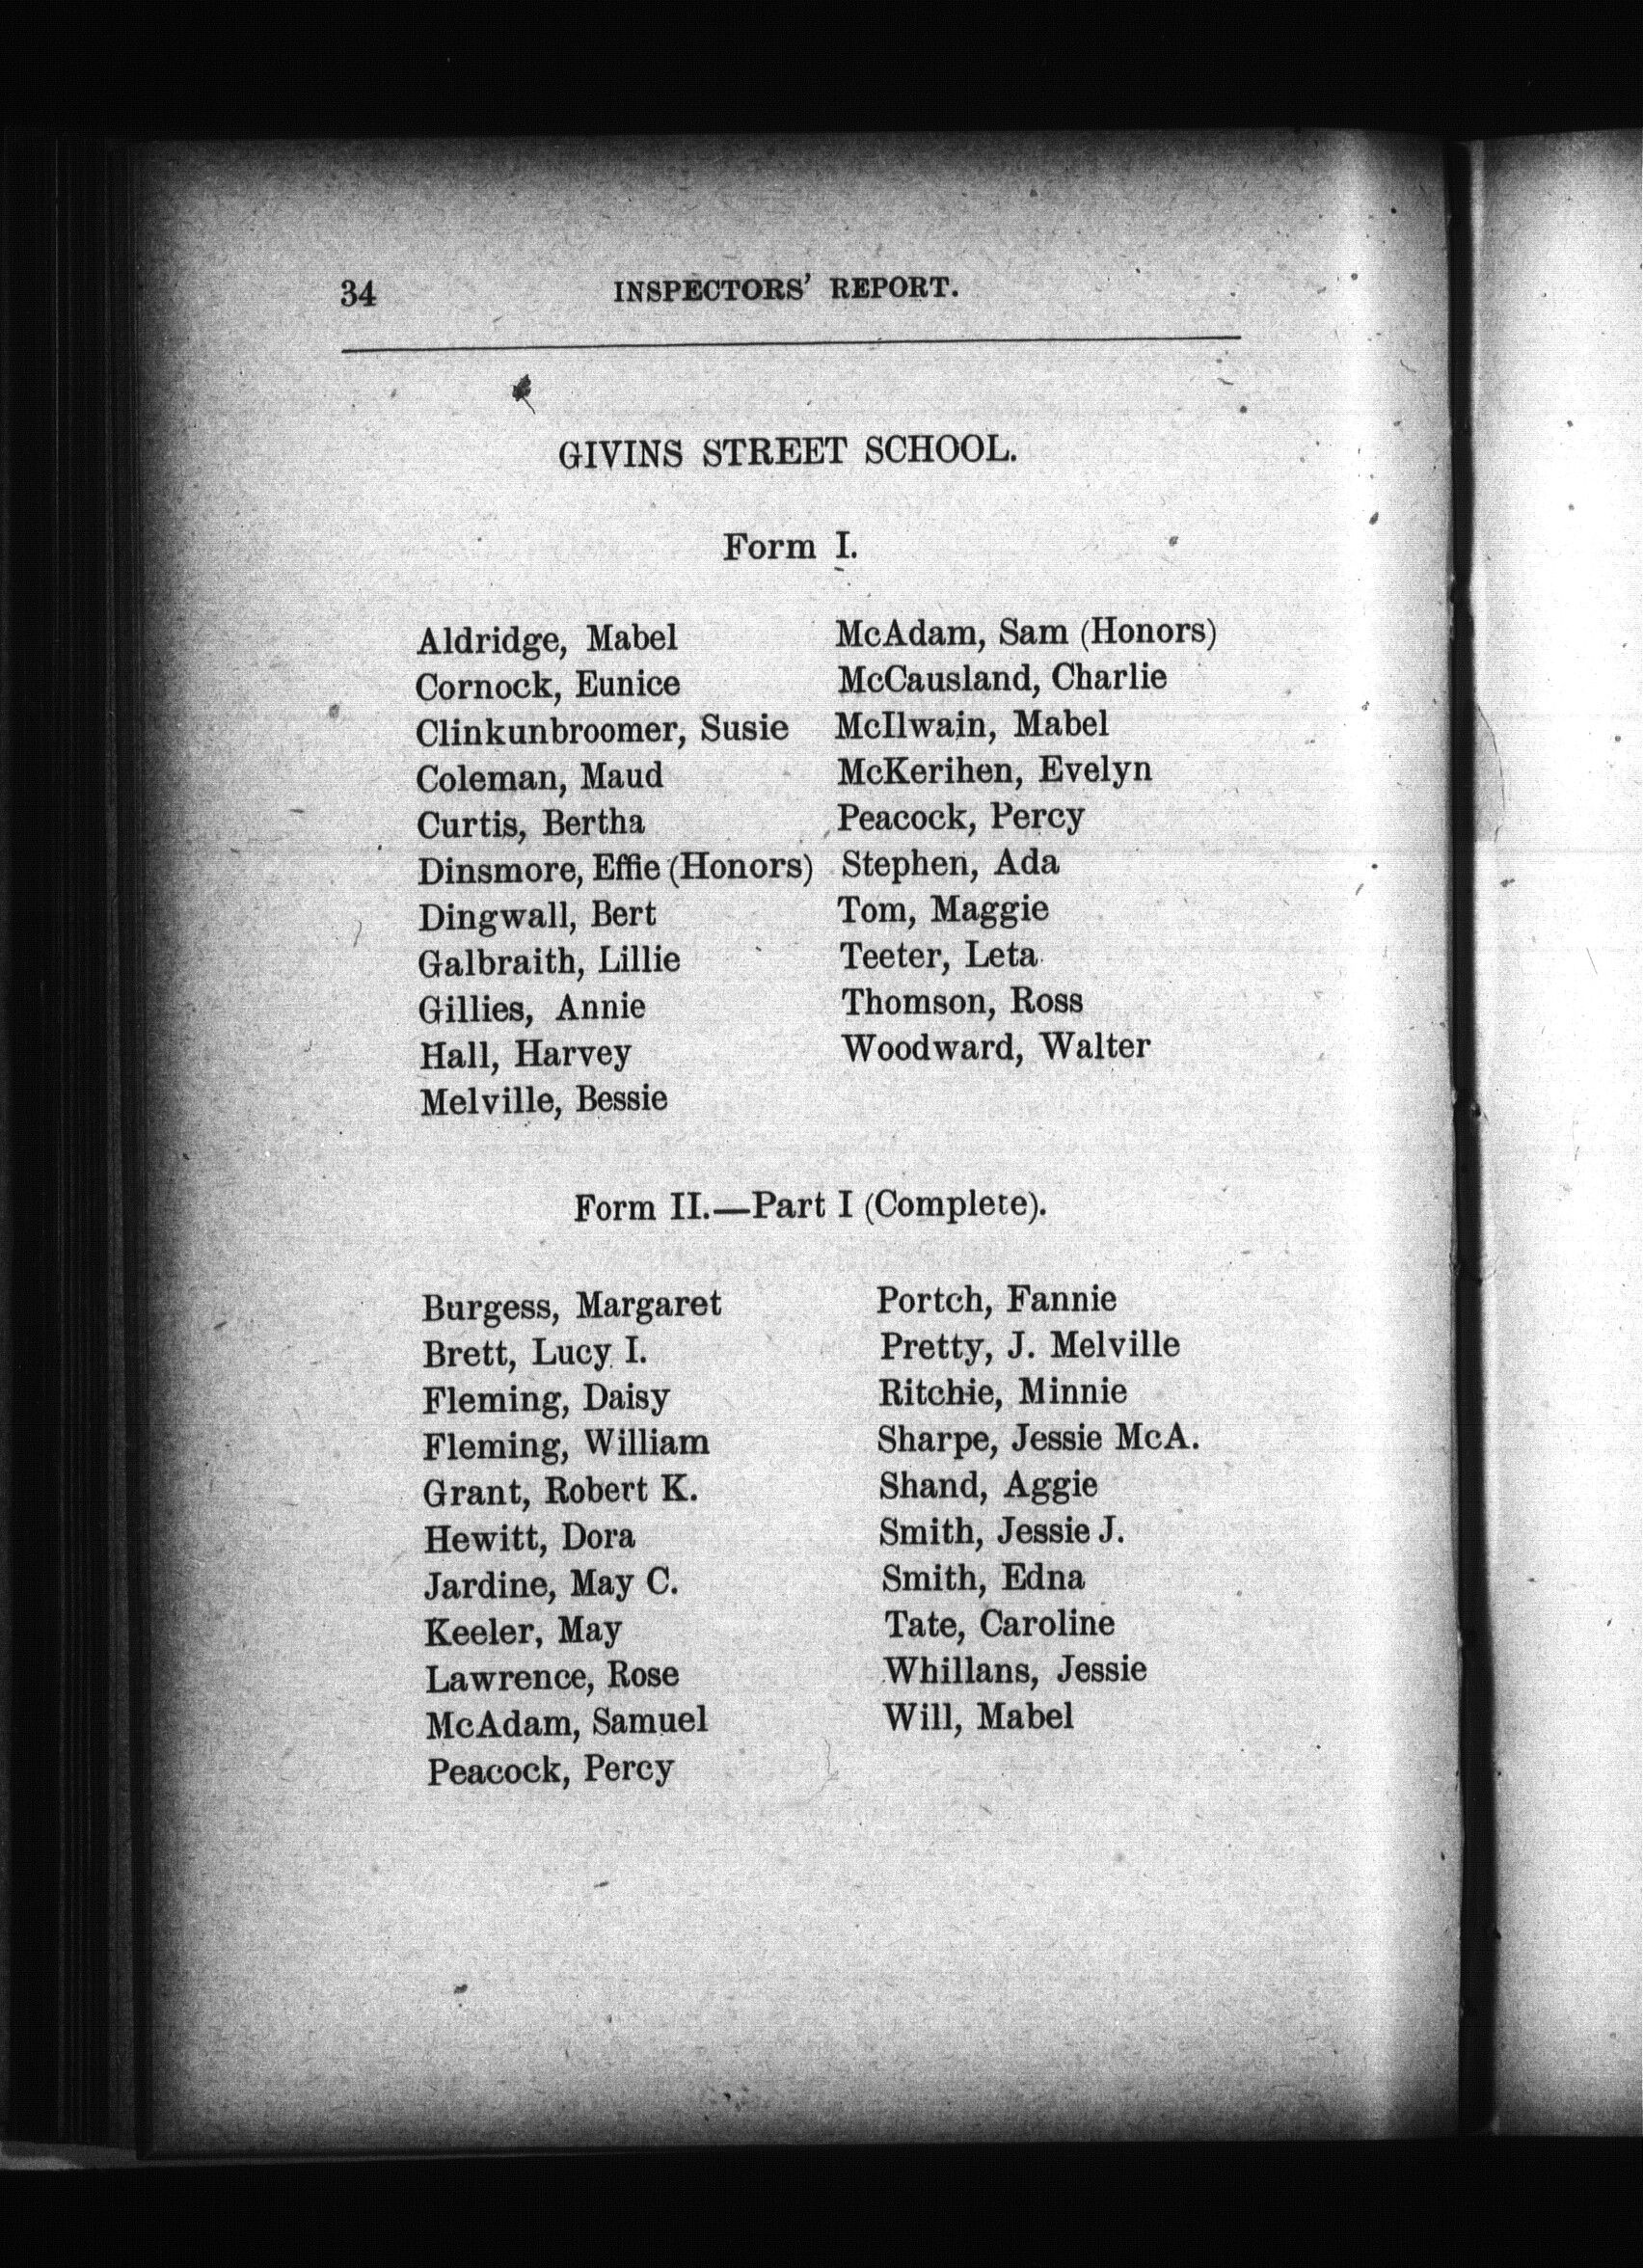 34
INSPECTORS' REPORT.
GIVINS STREET SCHOOL.
Form I.
Aldridge, Mabel
Cornock, Eunice
Clinkunbroomer, Susie
Coleman, Maud
Curtis, Bertha
Dinsmore, Effie (Honors)
Dingwall, Bert
Galbraith, Lillie
Gillies, Annie
Hall, Harvey
Melville, Bessie
McAdam, Sam (Honors)
McCausland, Charlie
McIlwain, Mabel
McKerihen, Evelyn
Peacock, Percy
Stephen, Ada
Tom, Maggie
Teeter, Leta
Thomson, Ross
Woodward, Walter
Form II.—Part I (Complete).
Burgess, Margaret
Brett, Lucy I.
Fleming, Daisy
Fleming, William
Grant, Robert K.
Hewitt, Dora
Jardine, May C.
Keeler, May
Lawrence, Rose
McAdam, Samuel
Peacock, Percy
Portch, Fannie
Pretty, J. Melville
Ritchie, Minnie
Sharpe, Jessie McA.
Shand, Aggie
Smith, Jessie J.
Smith, Edna
Tate, Caroline
Whillans, Jessie
Will, Mabel